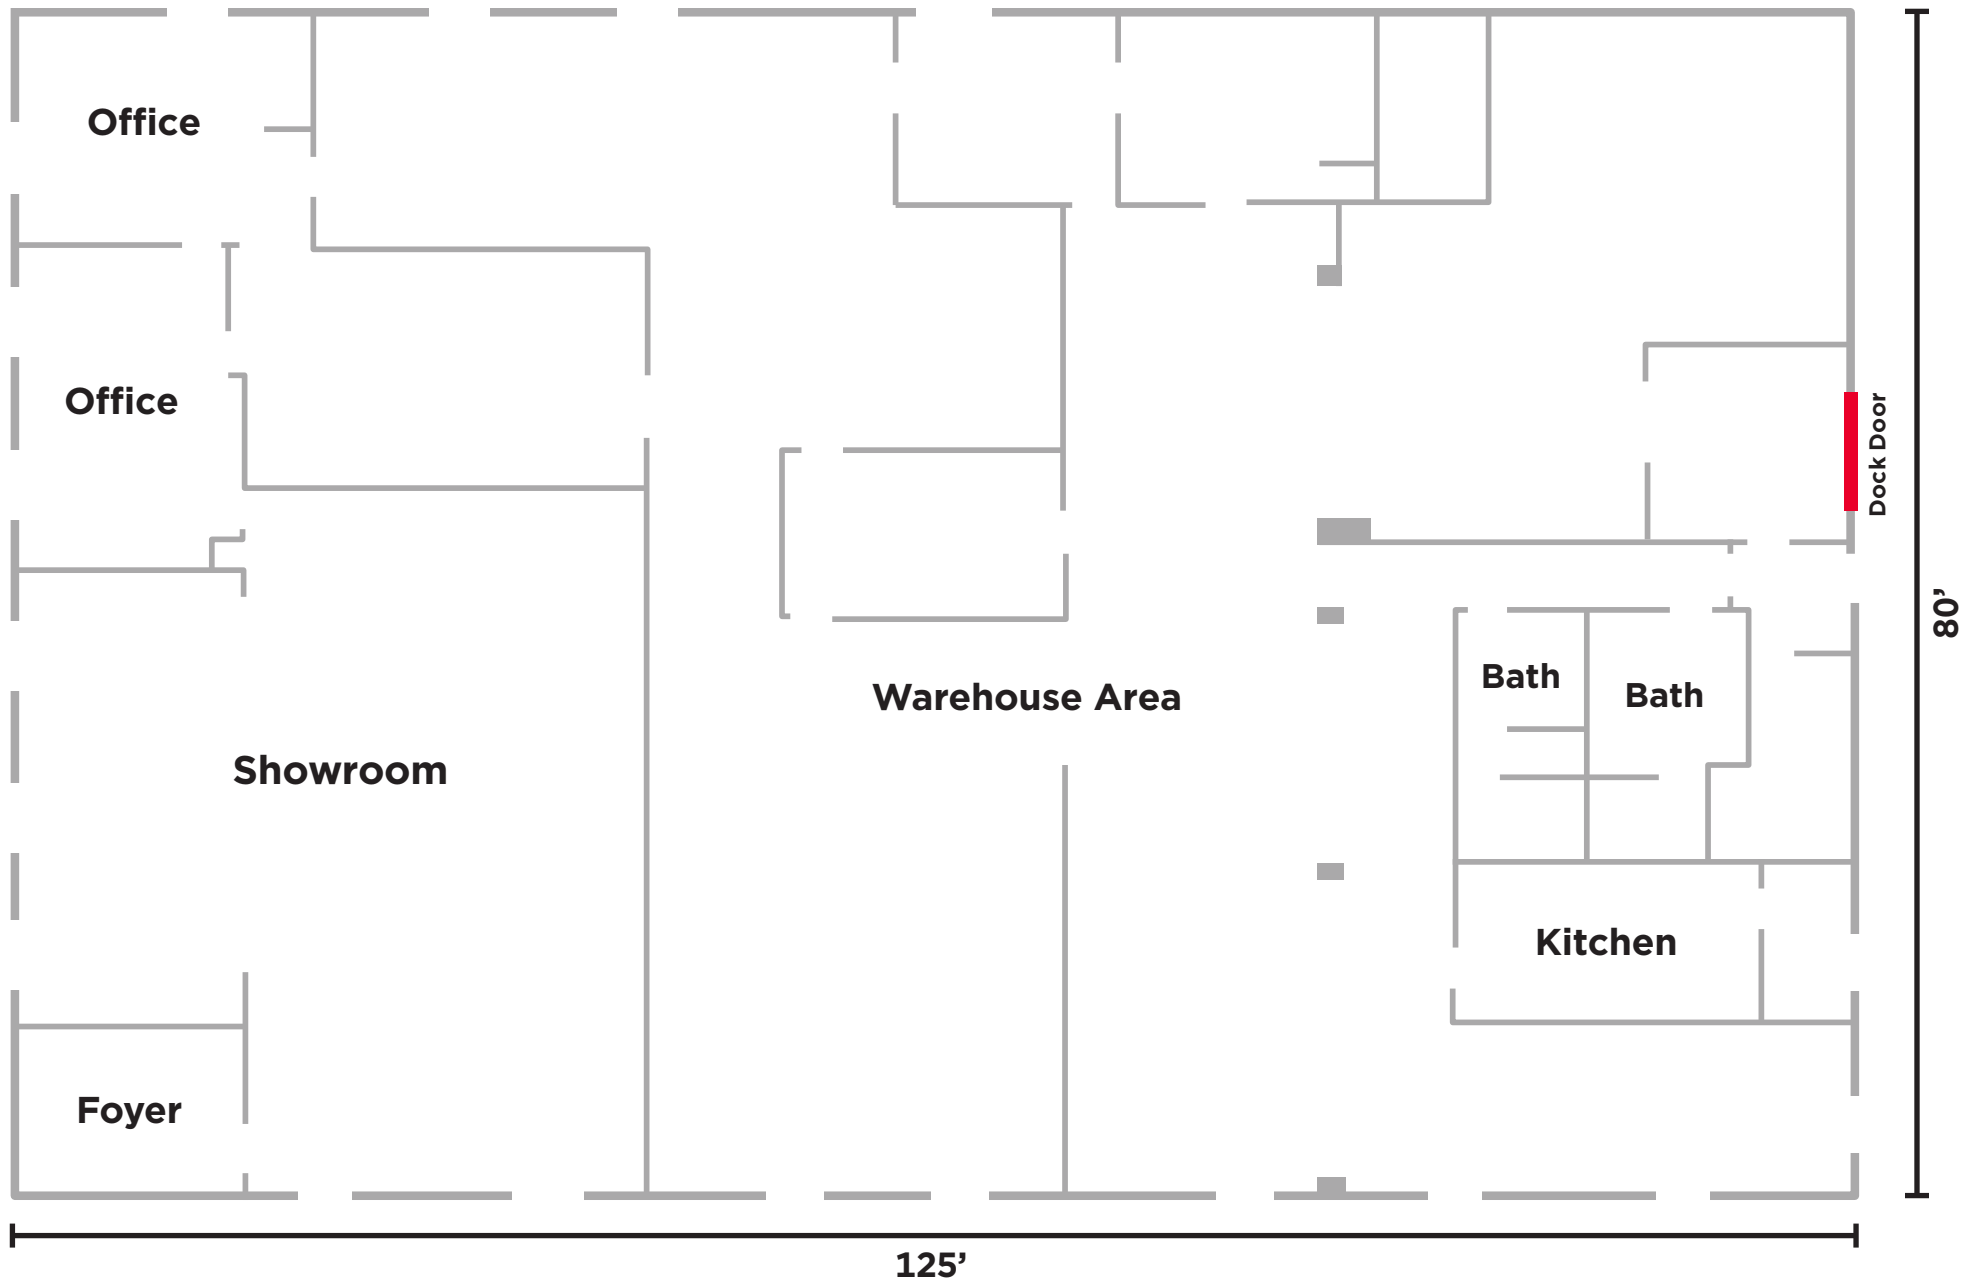 Office
Office
Dock Door
80’
Bath
Bath
Warehouse Area
Showroom
Kitchen
Foyer
125’